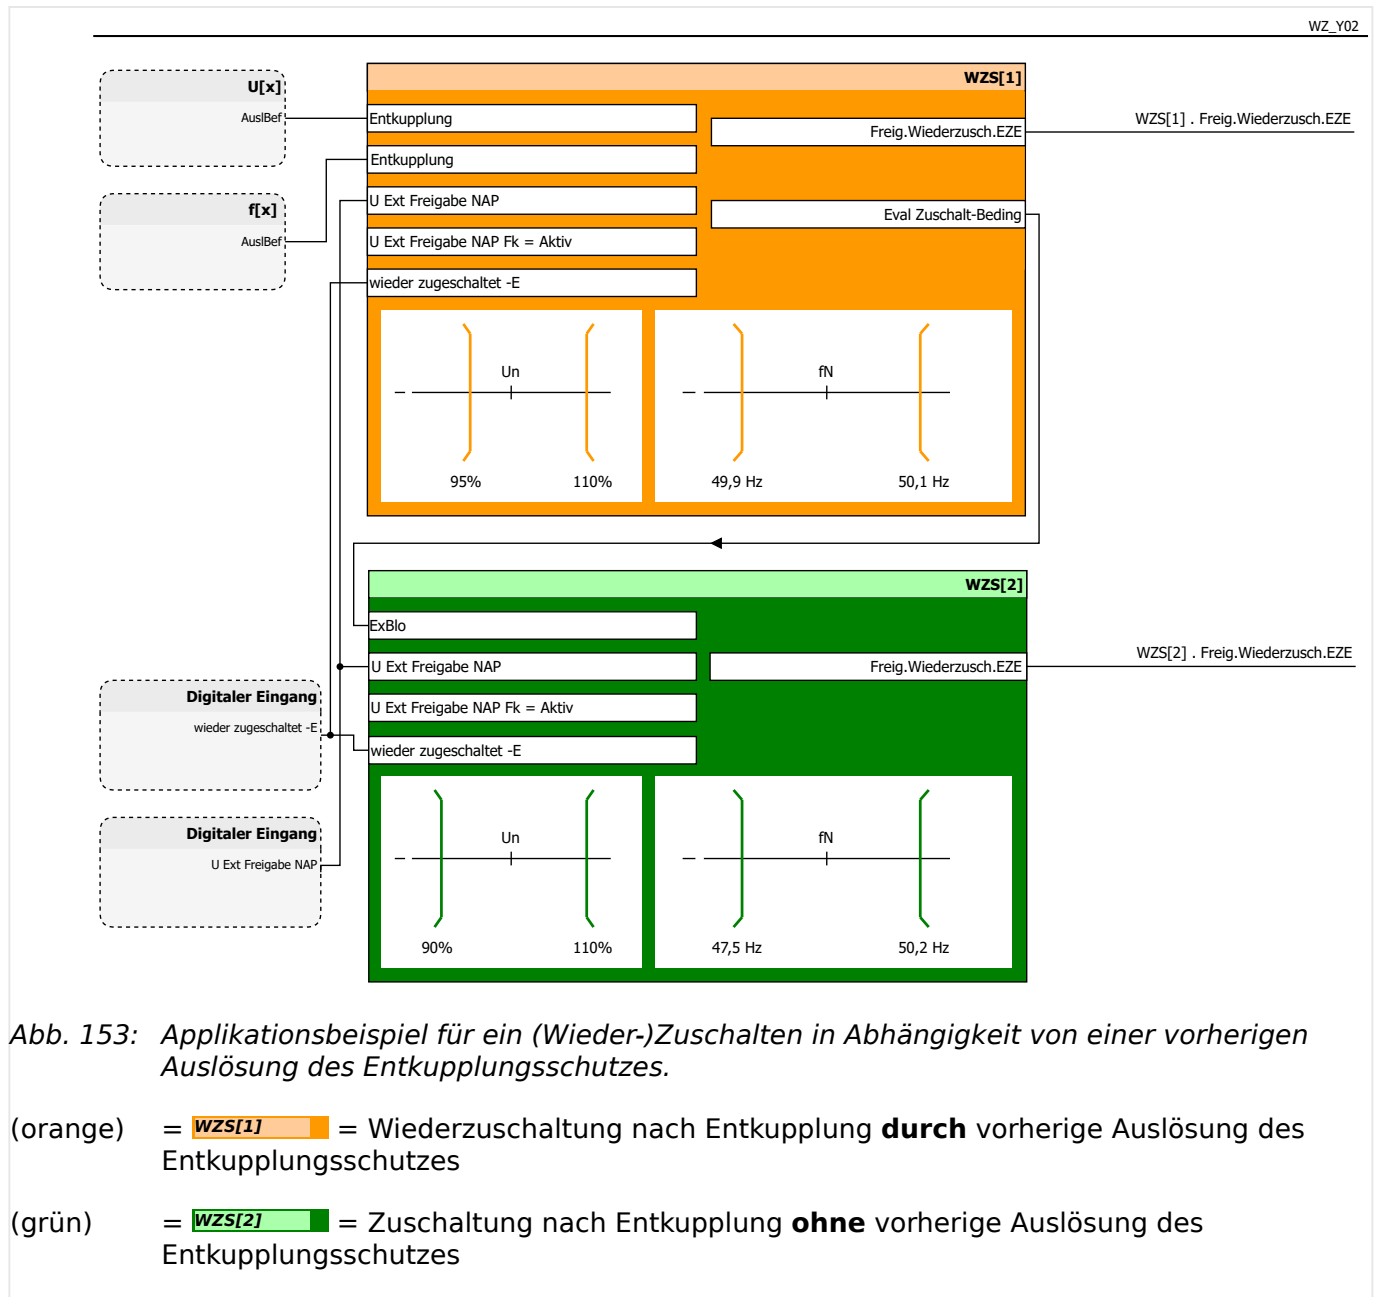 WZ_Y02
U[x]
AuslBef
f[x]
AuslBef
WZS[1]
Entkupplung
Entkupplung
U Ext Freigabe NAP
U Ext Freigabe NAP Fk = Aktiv
wieder zugeschaltet -E
Freig.Wiederzusch.EZE
Eval Zuschalt-Beding
WZS[1] . Freig.Wiederzusch.EZE
Un
95%
110%
fN
49,9 Hz
50,1 Hz
WZS[2]
ExBlo
U Ext Freigabe NAP
U Ext Freigabe NAP Fk = Aktiv
wieder zugeschaltet -E
Freig.Wiederzusch.EZE
WZS[2] . Freig.Wiederzusch.EZE
Digitaler Eingang
wieder zugeschaltet -E
Digitaler Eingang
U Ext Freigabe NAP
Un
90%
110%
fN
47,5 Hz
50,2 Hz
Abb. 153: Applikationsbeispiel für ein (Wieder-)Zuschalten in Abhängigkeit von einer vorherigen
Auslösung des Entkupplungsschutzes.
(orange) = WZS[1] = Wiederzuschaltung nach Entkupplung durch vorherige Auslösung des
Entkupplungsschutzes
(grün) = WZS[2] = Zuschaltung nach Entkupplung ohne vorherige Auslösung des
Entkupplungsschutzes